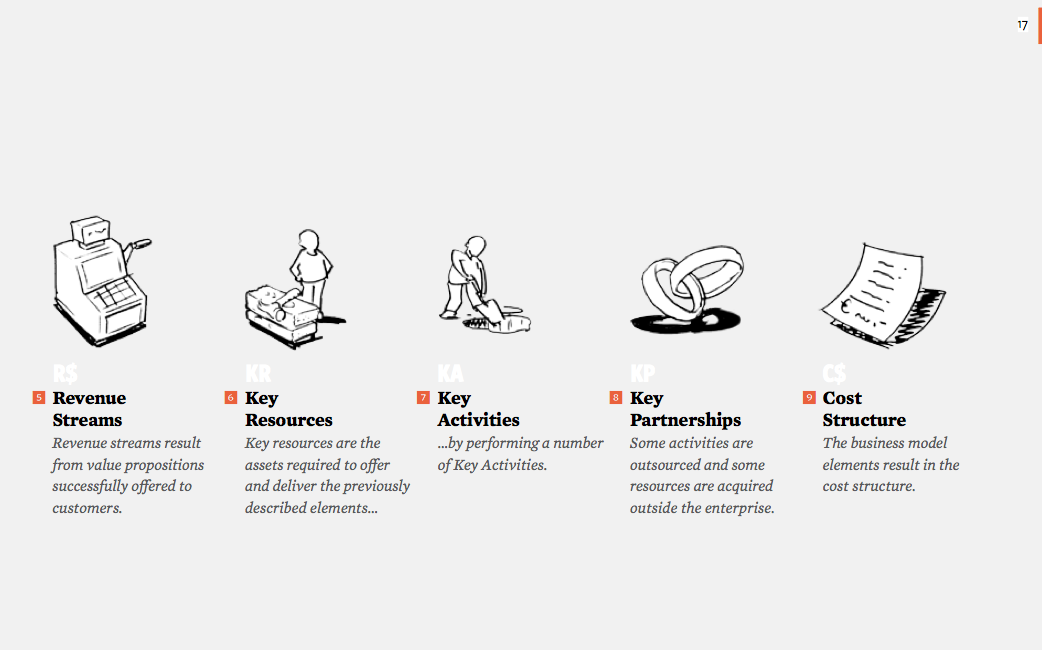 17
R$
5 Revenue
Streams
Revenue streams result
from value propositions
successfully offered to
customers.
KR
6 Key
Resources
Key resources are the
assets required to offer
and deliver the previously
described elements...
KA
7 Key
Activities
...by performing a number
of Key Activities.
KP
8 Key
Partnerships
Some activities are
outsourced and some
resources are acquired
outside the enterprise.
C$
9 Cost
Structure
The business model
elements result in the
cost structure.